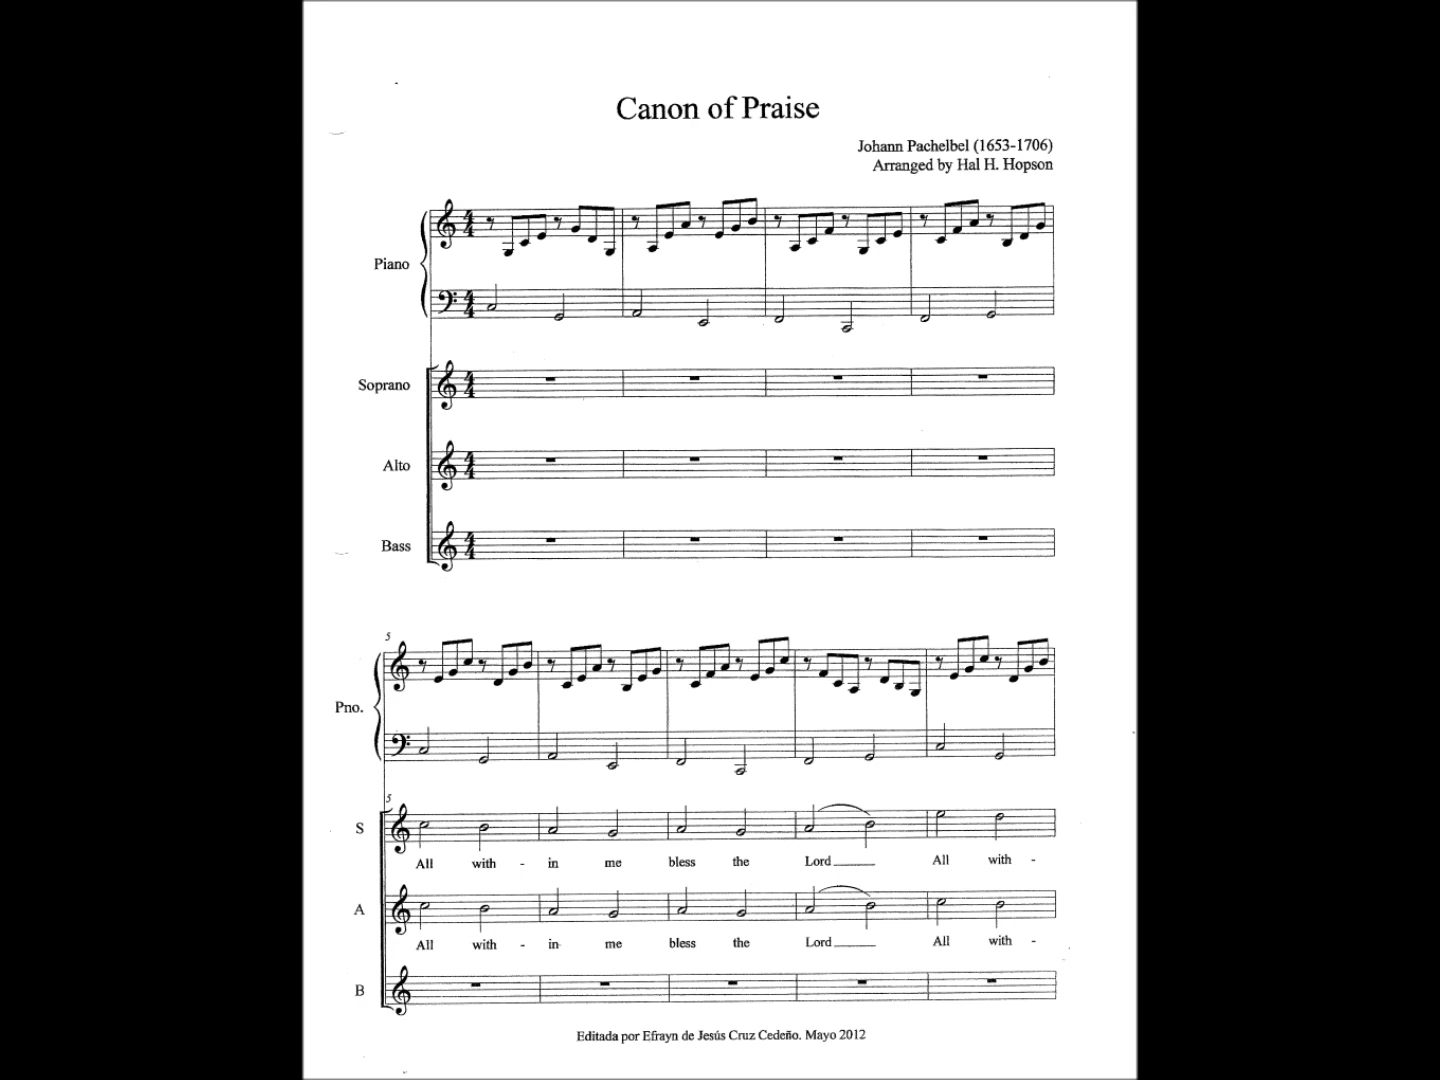 Canon of Praise
Johann Pachelbel (1653-1706)
Arranged by Hal H. Hopson
Piano
Soprano
Alto
Bass
5
Pno.
5
S
All with - in me bless the Lord____ All with -
A
All with - in me bless the Lord____ All with -
B
Editada por Efrayn de Jesús Cruz Cedeño. Mayo 2012